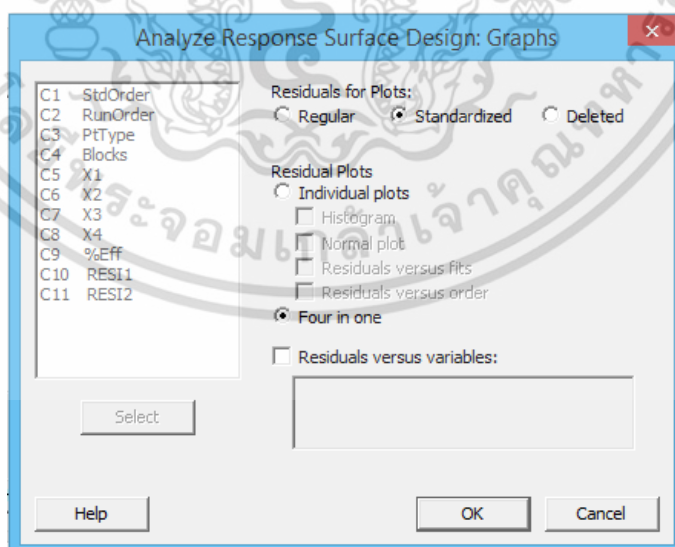 Analyze Response Surface Design: Graphs
C1 StdOrder
C2 RunOrder
C3 PtType
C4 Blocks
C5 X1
C6 X2
C7 X3
C8 X4
C9 %Eff
C10 RESI1
C11 RESI2
Select
Residuals for Plots:
Regular
Standardized
Deleted
Residual Plots
Individual plots
Histogram
Normal plot
Residuals versus fits
Residuals versus order
Four in one
Residuals versus variables:
Help
OK
Cancel